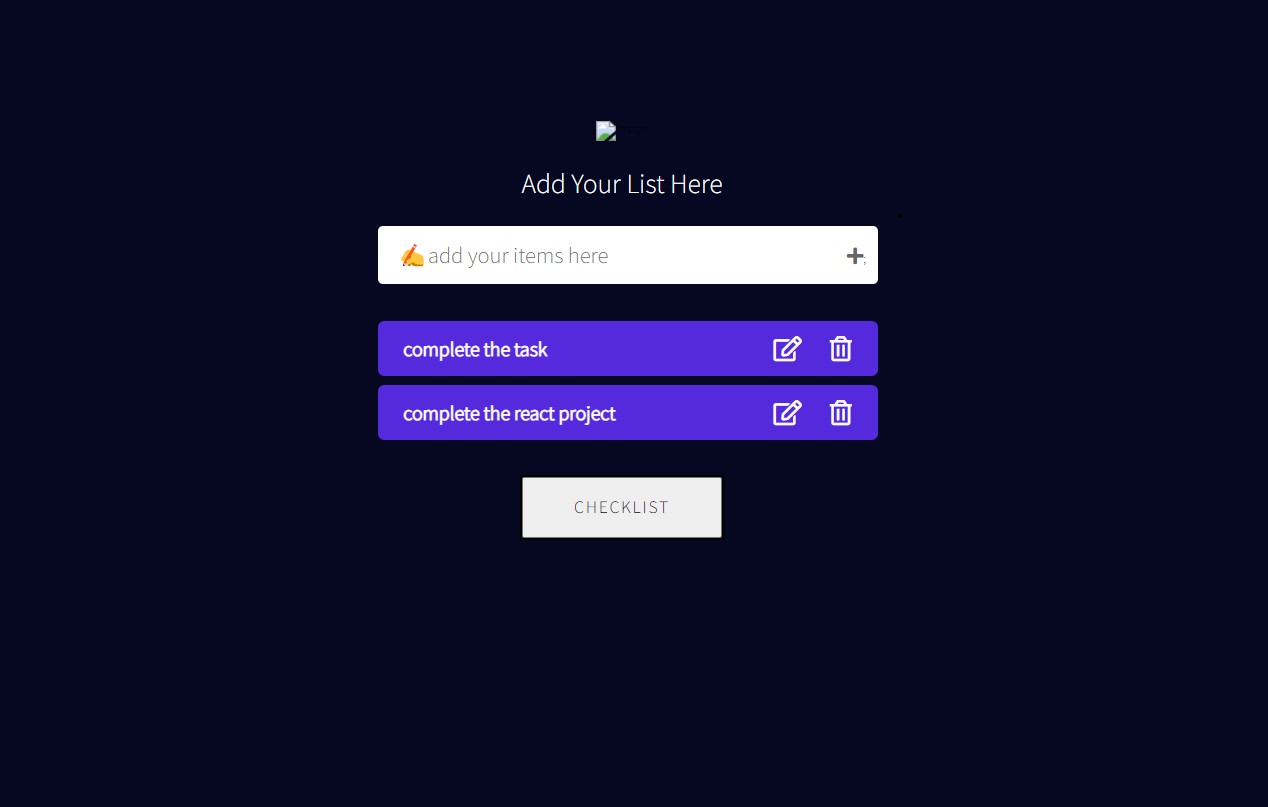 Add Your List Here
✍add your items here
;
complete the task
complete the react project
CHECKLIST